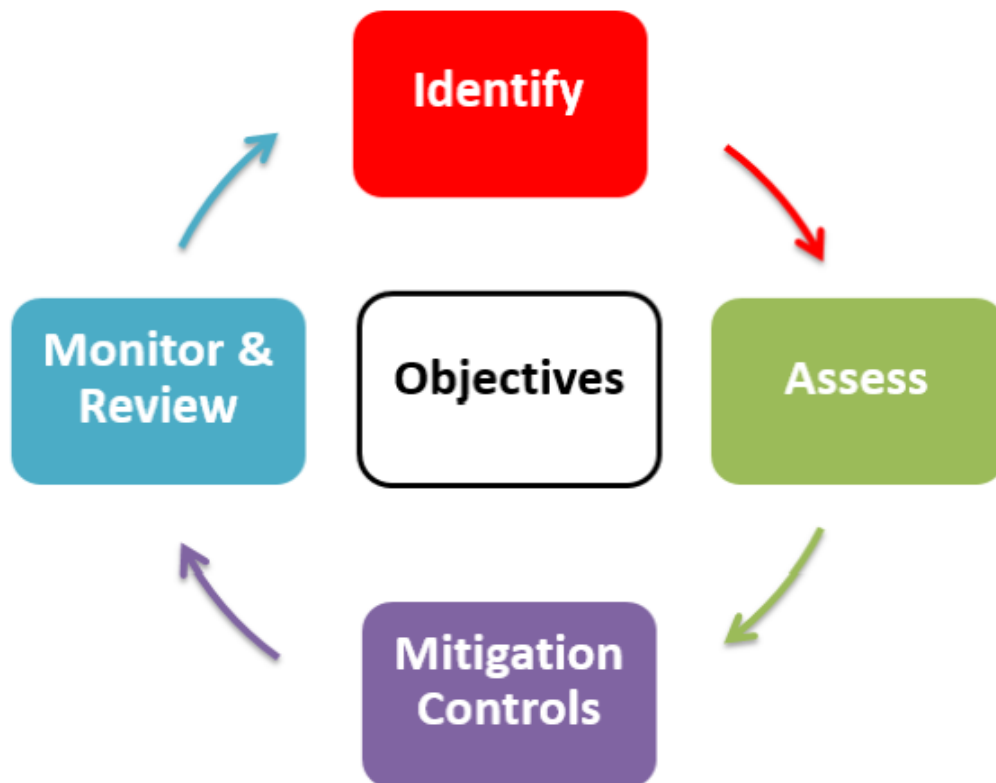 Identify
Monitor &
Review
Objectives
Assess
Mitigation
Controls